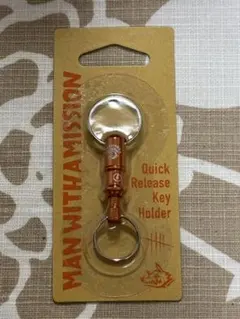 MAN WITH A MISSION
Quick
Release
Key
Holder